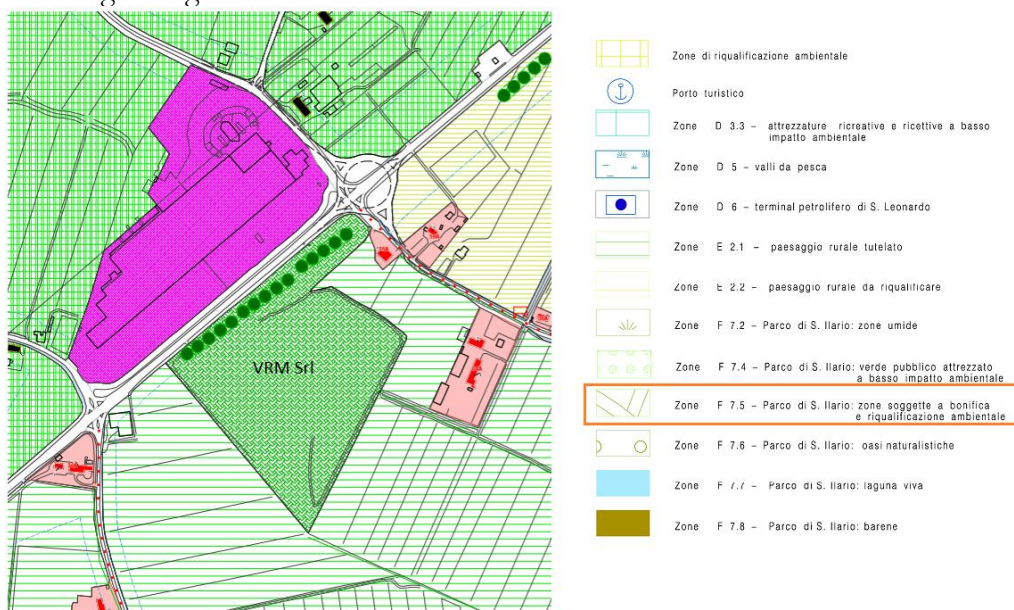 VRM Srl
Zone di riqualificazione ambientale
Porto turistico
Zone D 3.3 – attrezzature ricreative e ricettive a basso
impatto ambientale
Zone D 5 – valli da pesca
Zone D 6 – terminal petrolifero di S. Leonardo
Zone E 2.1 – paesaggio rurale tutelato
Zone E 2.2 – paesaggio rurale da riqualificare
Zone F 7.2 – Parco di S. Ilario: zone umide
Zone F 7.4 – Parco di S. Ilario: verde pubblico attrezzato
a basso impatto ambientale
Zone F 7.5 – Parco di S. Ilario: zone soggette a bonifica
e riqualificazione ambientale
Zone F 7.6 – Parco di S. Ilario: oasi naturalistiche
Zone F 7.7 – Parco di S. Ilario: laguna viva
Zone F 7.8 – Parco di S. Ilario: barene